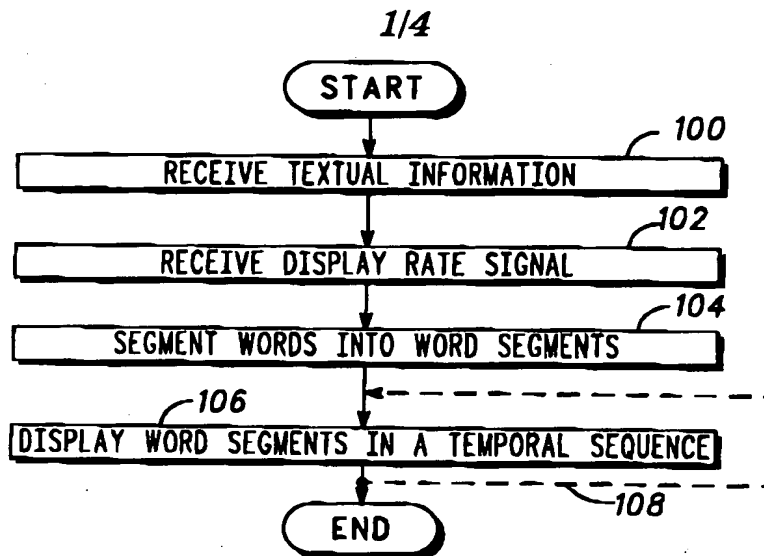 1/4
START
100
RECEIVE TEXTUAL INFORMATION
102
RECEIVE DISPLAY RATE SIGNAL
104
SEGMENT WORDS INTO WORD SEGMENTS
106
DISPLAY WORD SEGMENTS IN A TEMPORAL SEQUENCE
108
END